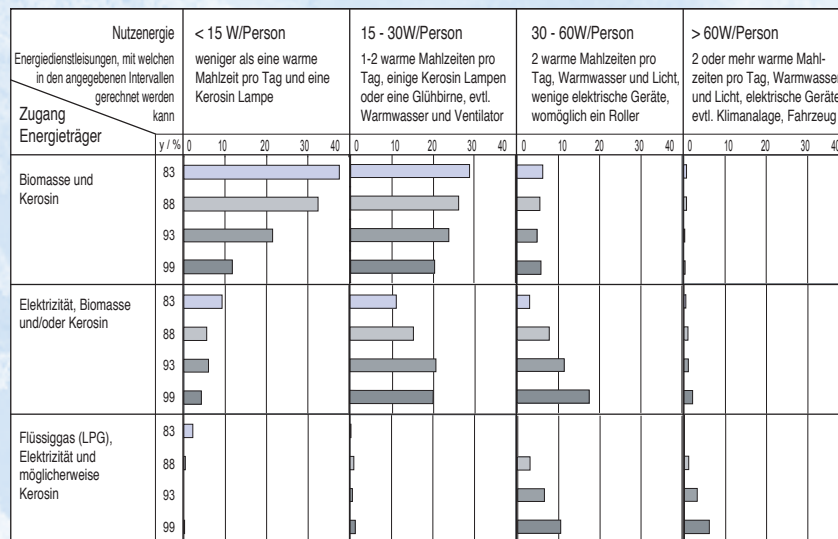 Nutzenergie
Energiedienstleisungen, mit welchen
in den angegebenen Intervallen
gerechnet werden
kann
Zugang
Energieträger
< 15 W/Person
weniger als eine warme
Mahlzeit pro Tag und eine
Kerosin Lampe
15 - 30W/Person
1-2 warme Mahlzeiten pro
Tag, einige Kerosin Lampen
oder eine Glühbirne, evtl.
Warmwasser und Ventilator
30 - 60W/Person
2 warme Mahlzeiten pro
Tag, Warmwasser und Licht,
wenige elektrische Geräte,
womöglich ein Roller
> 60W/Person
2 oder mehr warme Mahl-
zeiten pro Tag, Warmwasser
und Licht, elektrische Geräte
evtl. Klimanalage, Fahrzeug
y / % 0 10 20 30 40 0 10 20 30 40 0 10 20 30 40 0 10 20 30 40
Biomasse und
Kerosin
83
88
93
99
Elektrizität, Biomasse
und/oder Kerosin
83
88
93
99
Flüssiggas (LPG),
Elektrizität und
möglicherweise
Kerosin
83
88
93
99